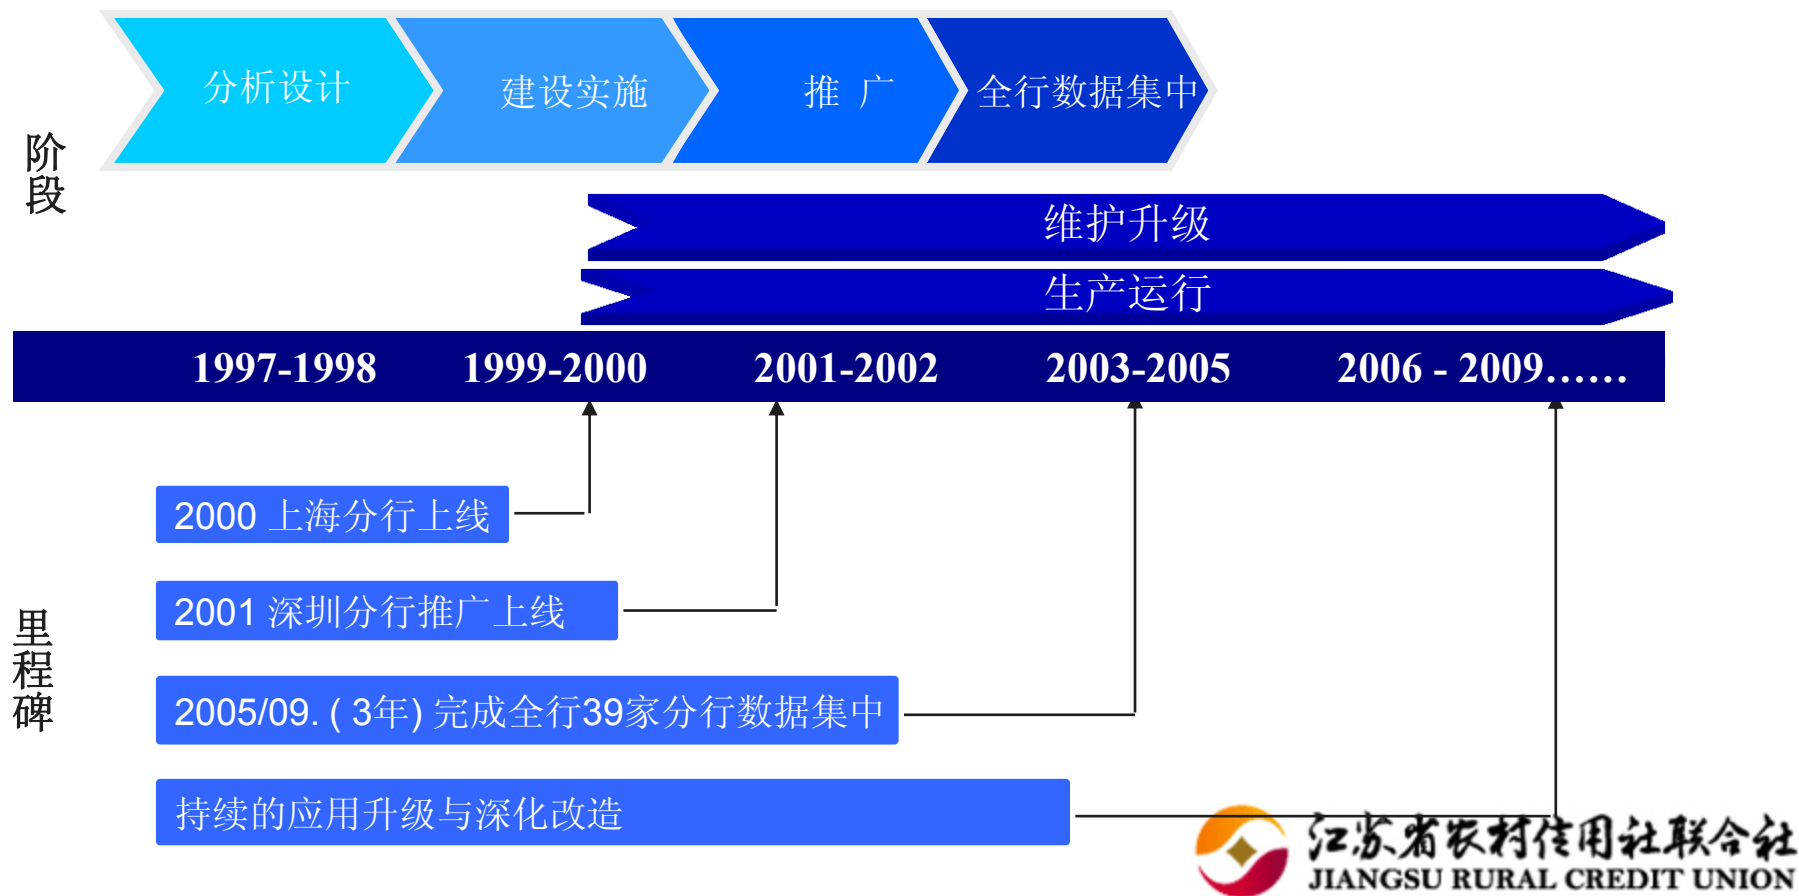 分析设计
建设实施
推 广
全行数据集中
阶段
维护升级
生产运行
1997-1998
1999-2000
2001-2002
2003-2005
2006 - 2009……
里程碑
2000 上海分行上线
2001 深圳分行推广上线
2005/09. ( 3年) 完成全行39家分行数据集中
持续的应用升级与深化改造
江苏省农村信用社联合社
JIANGSU RURAL CREDIT UNION